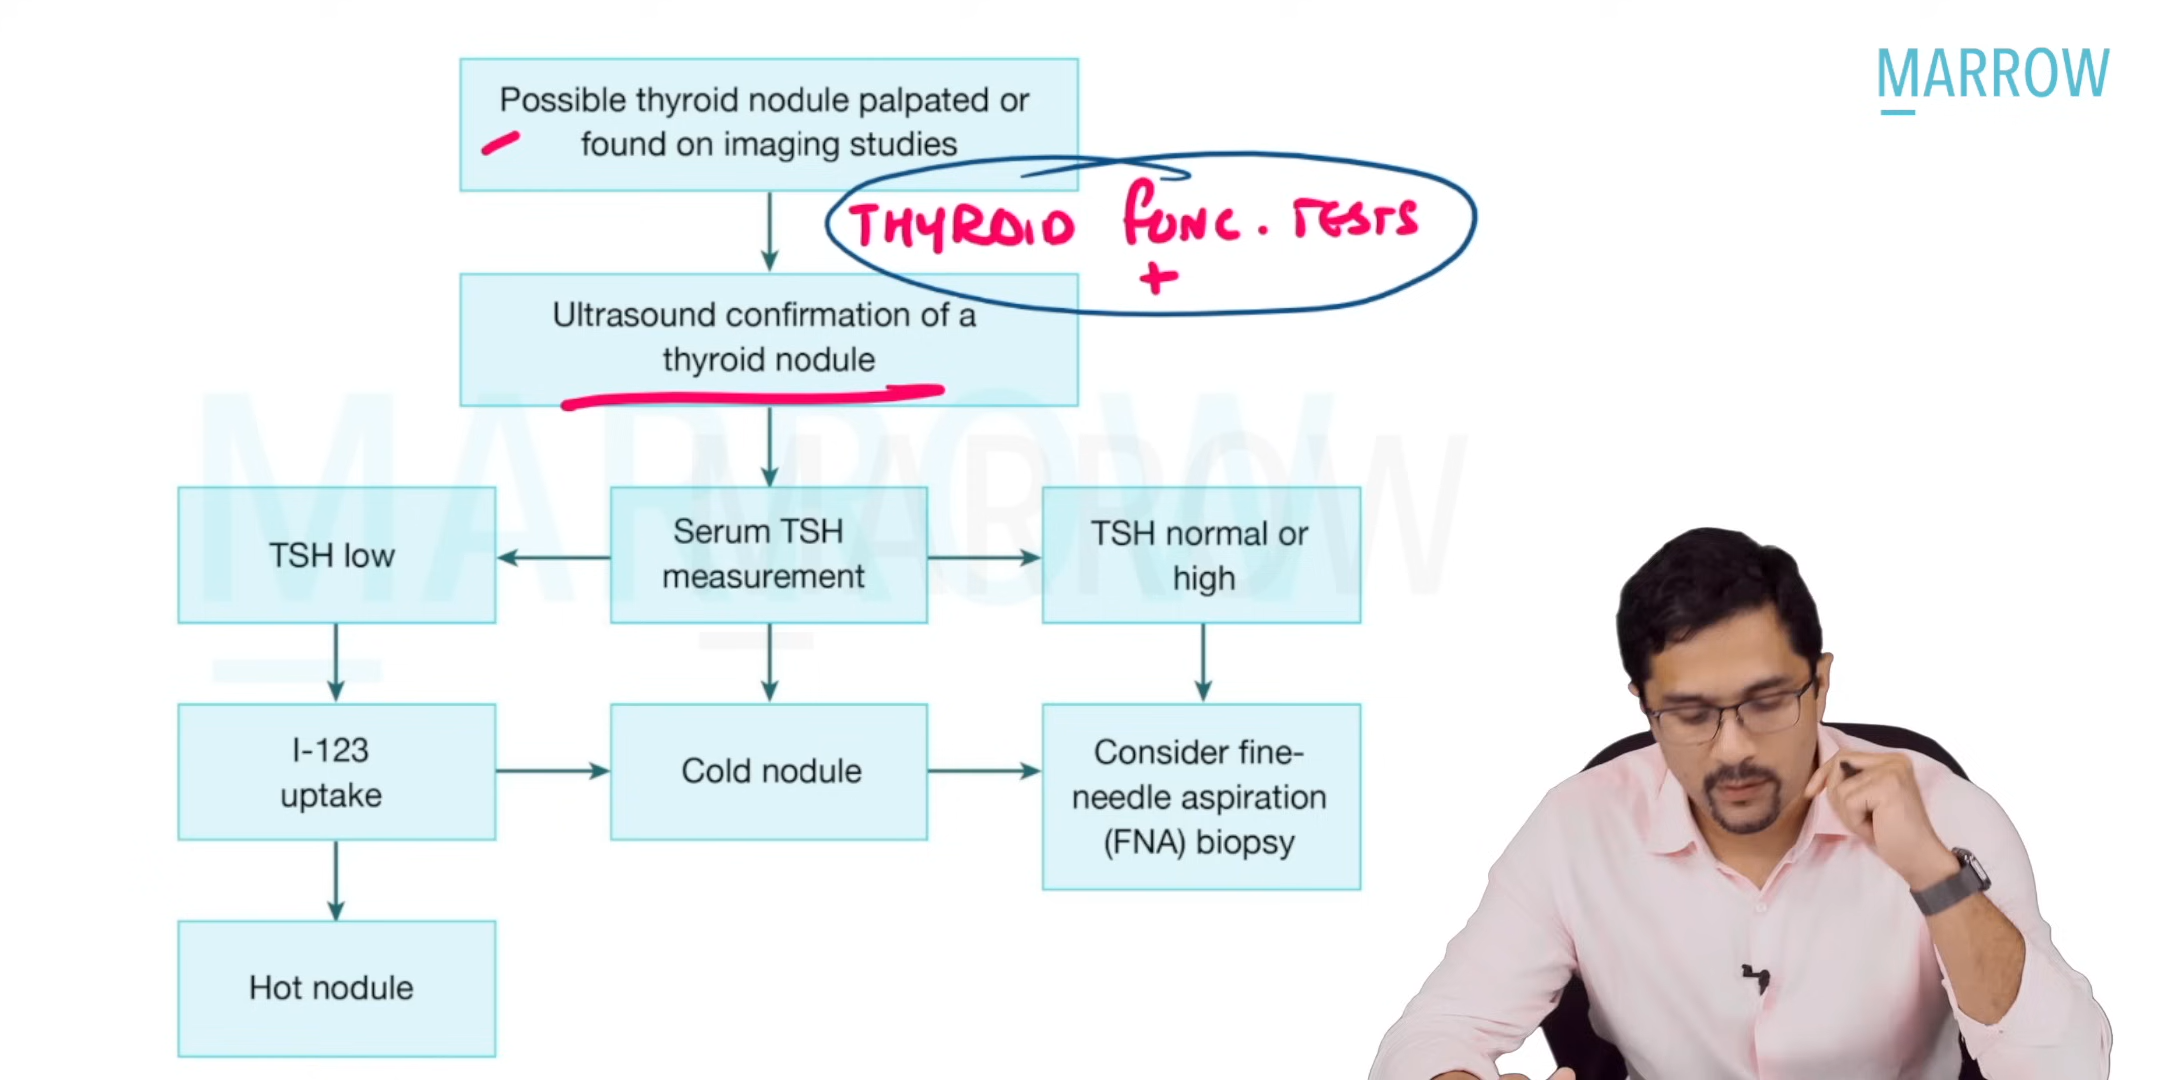 MARROW
Possible thyroid nodule palpated or
found on imaging studies
THYROID FUNC. TESTS
+
Ultrasound confirmation of a
thyroid nodule
MARROW
MARROW
TSH low
Serum TSH
measurement
TSH normal or
high
I-123
uptake
Cold nodule
Consider fine-
needle aspiration
(FNA) biopsy
Hot nodule